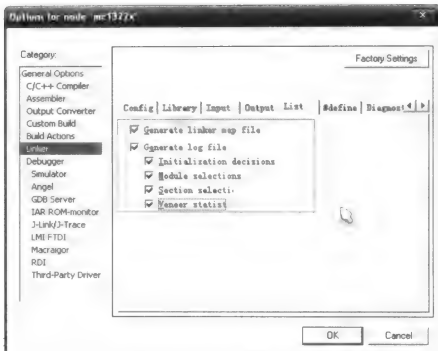 Options for node "mc1322x"
Category:
Factory Settings
General Options
C/C++ Compiler
Assembler
Output Converter
Custom Build
Build Actions
Linker
Debugger
Simulator
Angel
GDB Server
IAR ROM-monitor
J-Link/J-Trace
LMI FTDI
Macraigor
RDI
Third-Party Driver
Config Library Input Output List #define Diagnost
Generate linker map file
Generate log file
Initialization decisions
Module selections
Section selecti
Veneer statist
OK Cancel